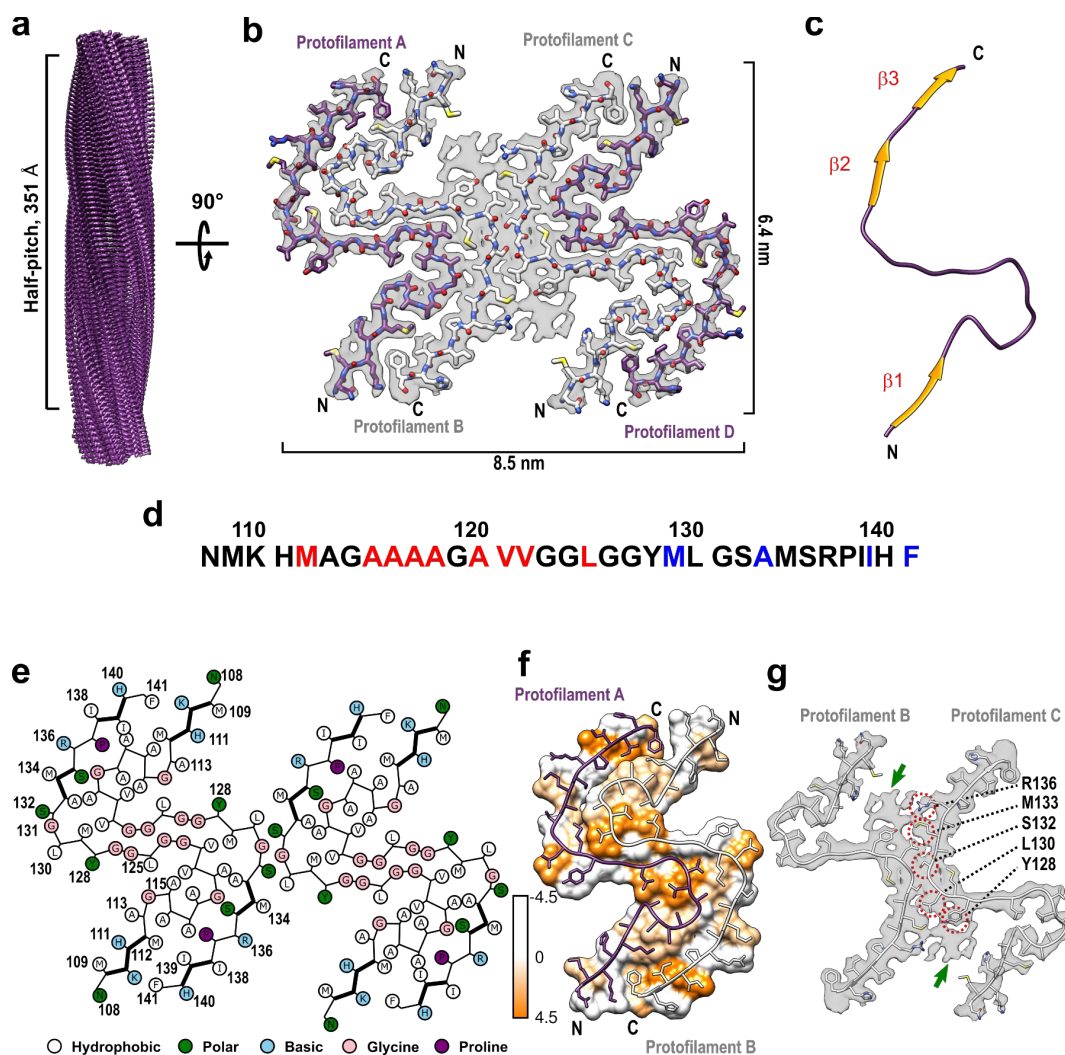 a
b
c
Half-pitch, 351 Å
90°
Protofilament A
Protofilament C
C
N
C
N
6.4 nm
N
C
N
C
Protofilament B
Protofilament D
8.5 nm
C
β3
β2
β1
N
d
110 120 130 140
NMK HMAGAAAAGA VVGGLGGYML GSAMSRPIIH F
e
140
141
108
138
109
136
111
134
113
132
131
128
130
128
125
115
113
134
111
112
136
109
139
138
108
141
140
Hydrophobic Polar Basic Glycine Proline
f
Protofilament A
C
N
-4.5
0
4.5
N
C
Protofilament B
g
Protofilament B
Protofilament C
R136
M133
S132
L130
Y128